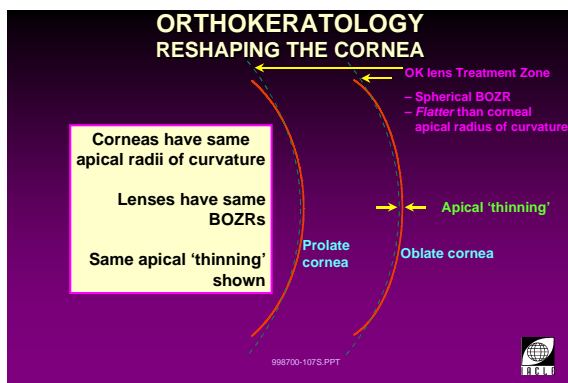 ORTHOKERATOLOGY
RESHAPING THE CORNEA
OK lens Treatment Zone
– Spherical BOZR
– Flatter than corneal
apical radius of curvature
Corneas have same
apical radii of curvature
Lenses have same
BOZRs
Same apical ‘thinning’
shown
Apical ‘thinning’
Prolate
cornea
Oblate cornea
998700-107S.PPT
IACLE